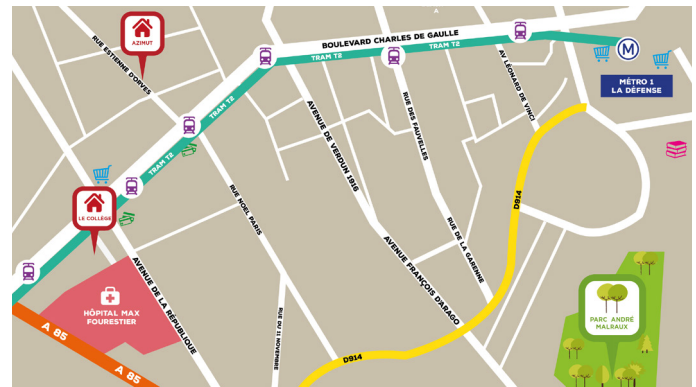 A
BOULEVARD CHARLES DE GAULLE
TRAM T2
TRAM T2
AZIMUT
RUE ESTIENNE D'ORVES
M
MÉTRO 1
LA DÉFENSE
AV LÉONARD DE VINCI
RUE DES FAUVELLES
AVENUE DE VERDUN 1916
TRAM T2
TRAM T2
LE COLLÈGE
RUE NOEL PARIS
D914
RUE DE LA GARENNE
AVENUE FRANÇOIS D'ARAGO
AVENUE DE LA RÉPUBLIQUE
HÔPITAL MAX
FOURESTIER
RUE DU 11 NOVEMBRE
PARC ANDRÉ
MALRAUX
A 85
D914
A 85